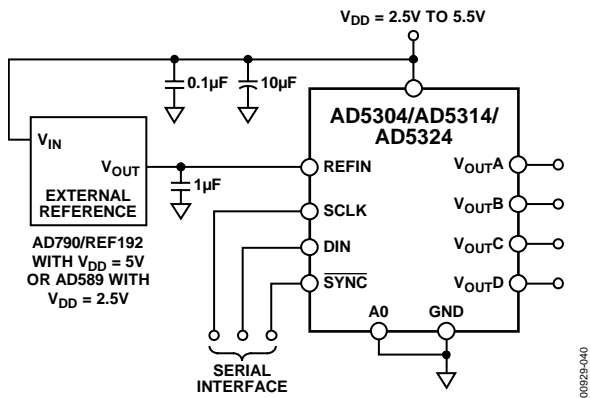 VDD = 2.5V TO 5.5V
0.1µF
10µF
AD5304/AD5314/
AD5324
VIN
VOUT
EXTERNAL
REFERENCE
1µF
REFIN
SCLK
DIN
SYNC
VOUTA
VOUTB
VOUTC
VOUTD
A0
GND
AD790/REF192
WITH VDD = 5V
OR AD589 WITH
VDD = 2.5V
SERIAL
INTERFACE
00929-040